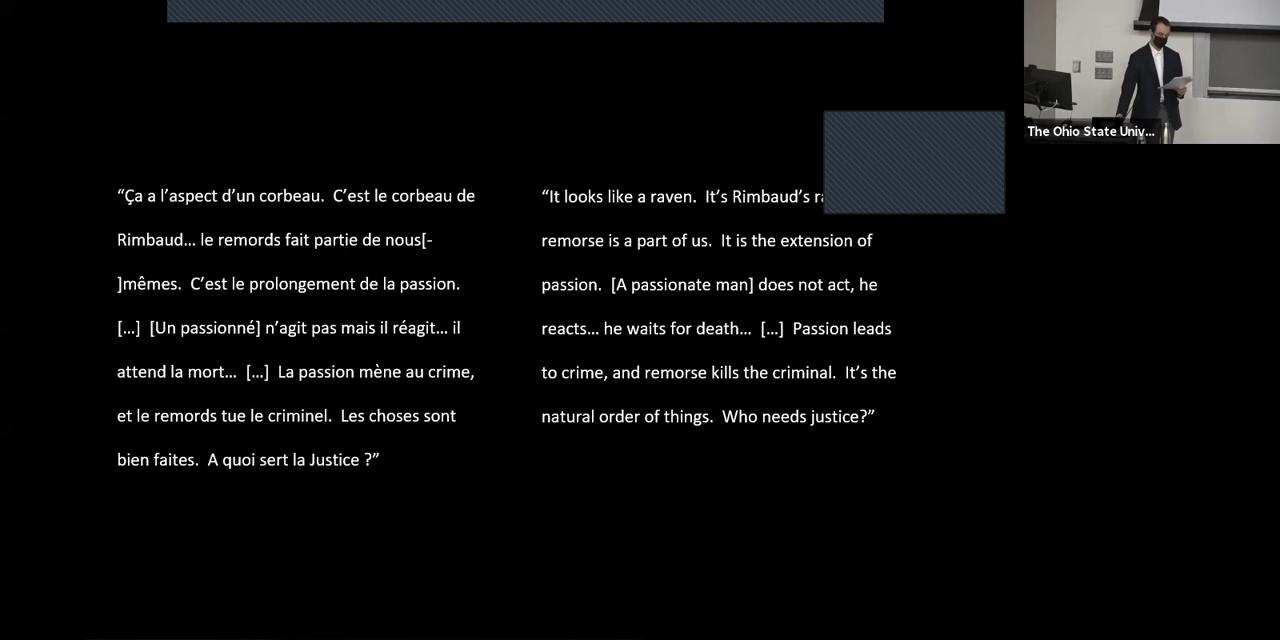 “Ça a l’aspect d’un corbeau. C’est le corbeau de
Rimbaud… le remords fait partie de nous[-
]mêmes. C’est le prolongement de la passion.
[…] [Un passionné] n’agit pas mais il réagit… il
attend la mort… […] La passion mène au crime,
et le remords tue le criminel. Les choses sont
bien faites. A quoi sert la Justice ?”
“It looks like a raven. It’s Rimbaud’s
remorse is a part of us. It is the extension of
passion. [A passionate man] does not act, he
reacts… he waits for death… […] Passion leads
to crime, and remorse kills the criminal. It’s the
natural order of things. Who needs justice?”
The Ohio State Univ...